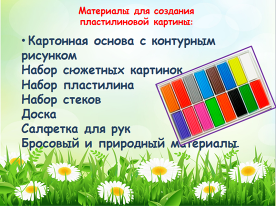 Материалы для создания
пластилиновой картины:
• Картонная основа с контурным
рисунком
Набор сюжетных картинок
Набор пластилина
Набор стеков
Доска
Салфетка для рук
Бросовый и природный материалы